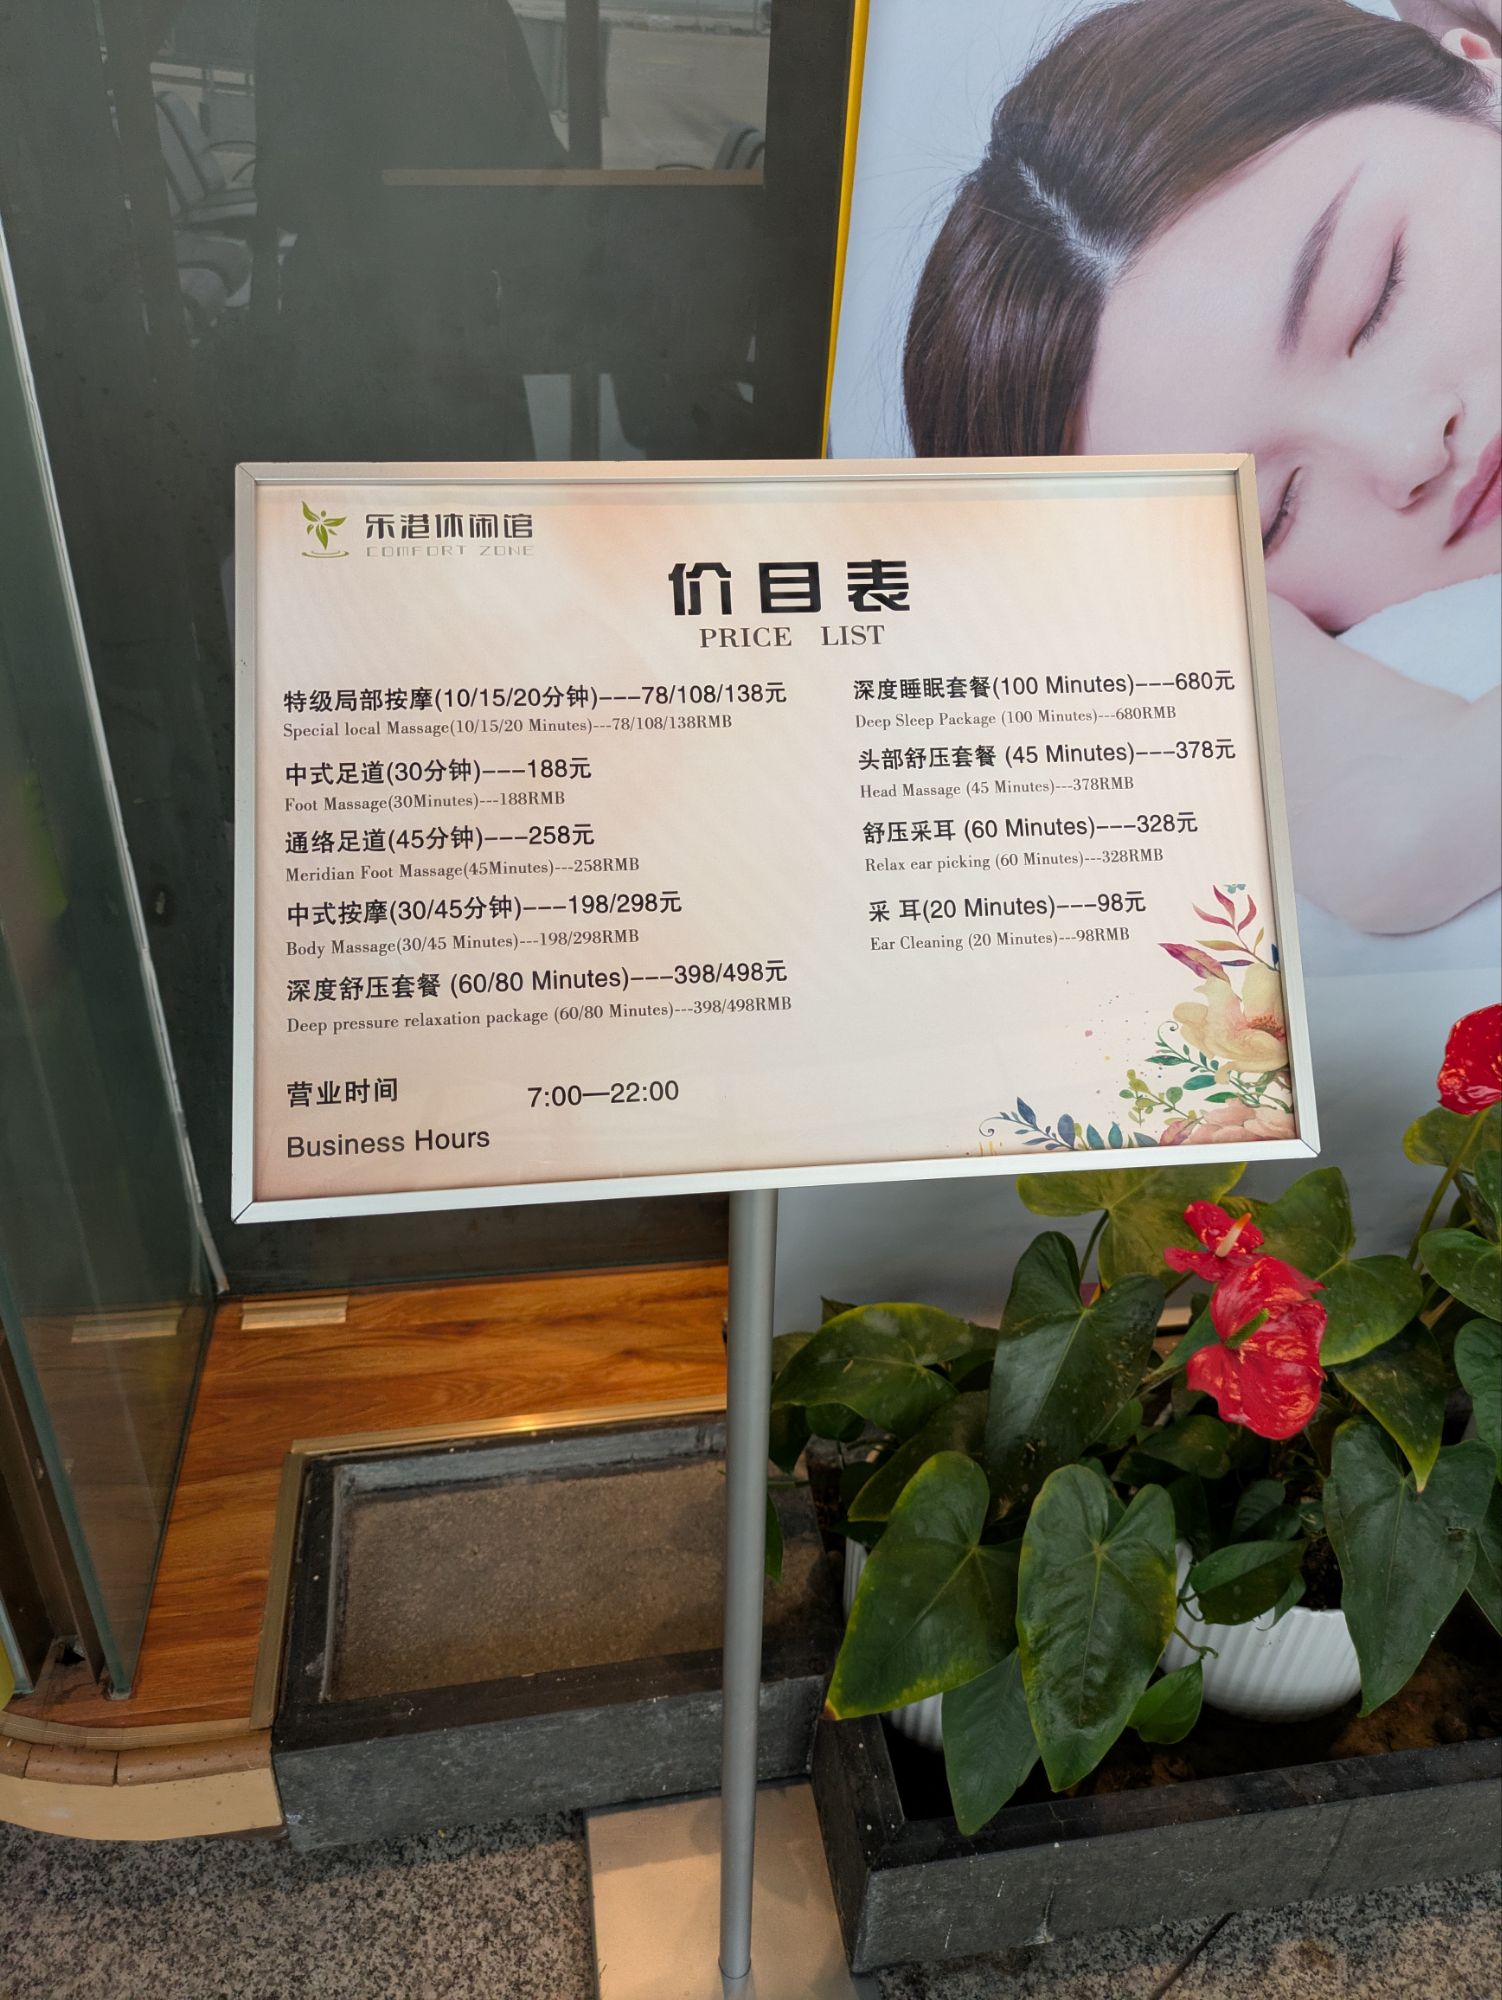 乐港休闲馆
COMFORT ZONE
价目表
PRICE LIST
特级局部按摩(10/15/20分钟)---78/108/138元
Special local Massage(10/15/20 Minutes)---78/108/138RMB
中式足道(30分钟)---188元
Foot Massage(30Minutes)---188RMB
通络足道(45分钟)---258元
Meridian Foot Massage(45Minutes)---258RMB
中式按摩(30/45分钟)---198/298元
Body Massage(30/45 Minutes)---198/298RMB
深度舒压套餐 (60/80 Minutes)---398/498元
Deep pressure relaxation package (60/80 Minutes)---398/498RMB
深度睡眠套餐(100 Minutes)---680元
Deep Sleep Package (100 Minutes)---680RMB
头部舒压套餐 (45 Minutes)---378元
Head Massage (45 Minutes)---378RMB
舒压采耳 (60 Minutes)---328元
Relax ear picking (60 Minutes)---328RMB
采 耳(20 Minutes)---98元
Ear Cleaning (20 Minutes)---98RMB
营业时间 7:00—22:00
Business Hours